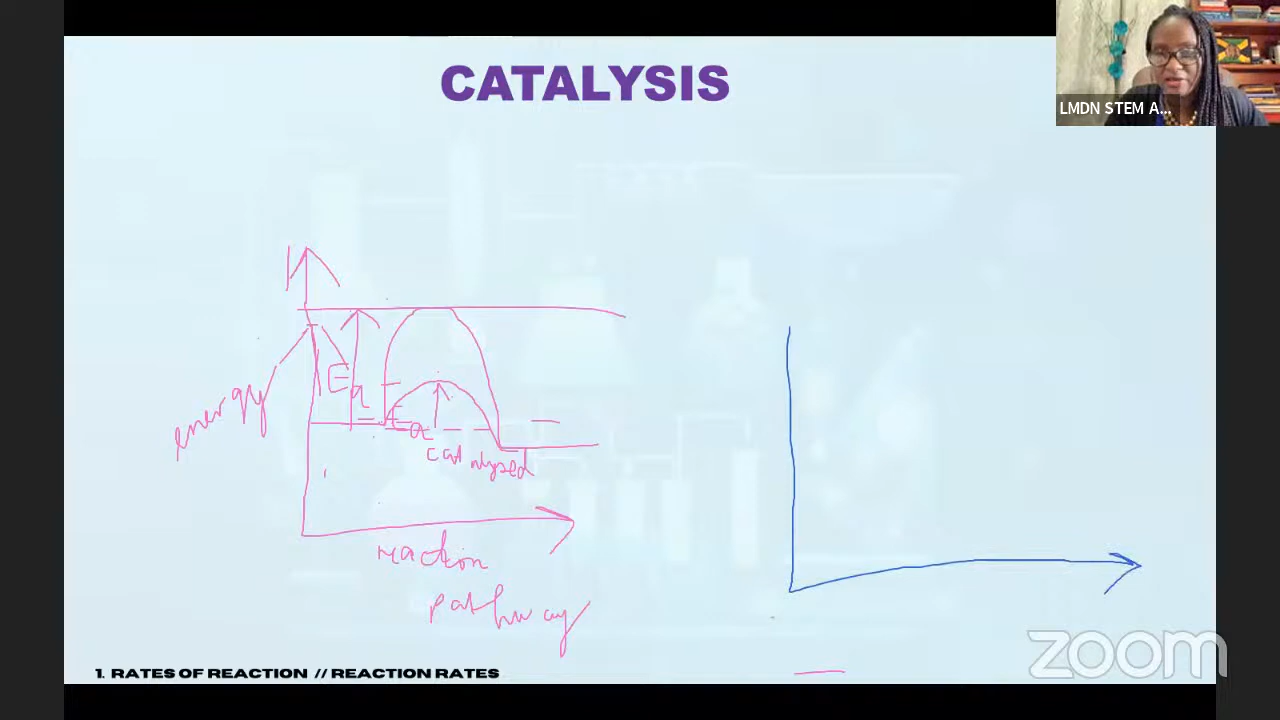 LMDN STEM A...
CATALYSIS
energy
Ea
Ea
catalysed
reaction
pathway
1. RATES OF REACTION // REACTION RATES
zoom